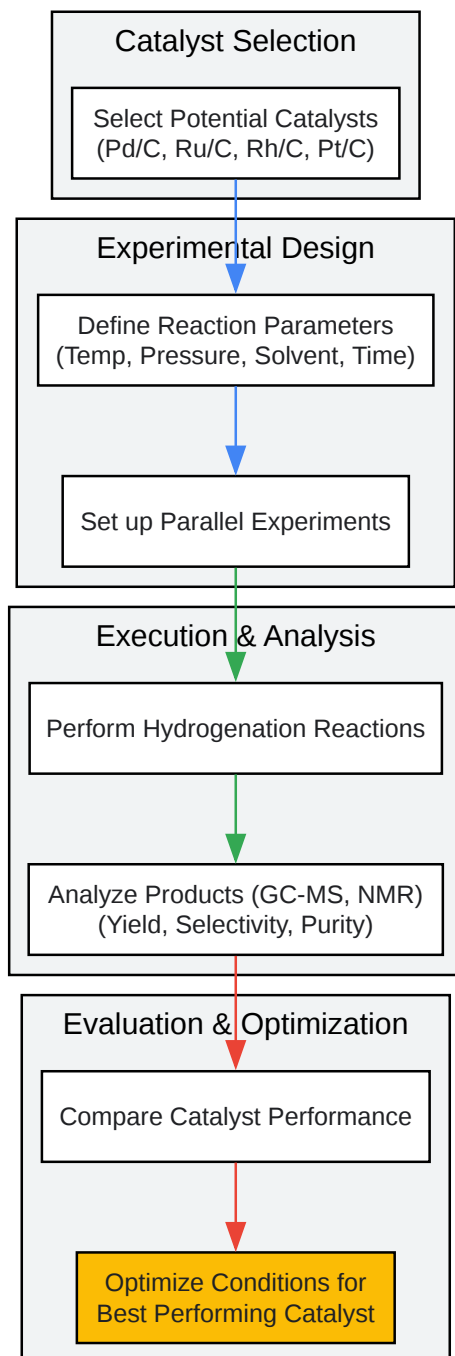 Catalyst Selection
Select Potential Catalysts
(Pd/C, Ru/C, Rh/C, Pt/C)
Experimental Design
Define Reaction Parameters
(Temp, Pressure, Solvent, Time)
Set up Parallel Experiments
Execution & Analysis
Perform Hydrogenation Reactions
Analyze Products (GC-MS, NMR)
(Yield, Selectivity, Purity)
Evaluation & Optimization
Compare Catalyst Performance
Optimize Conditions for
Best Performing Catalyst